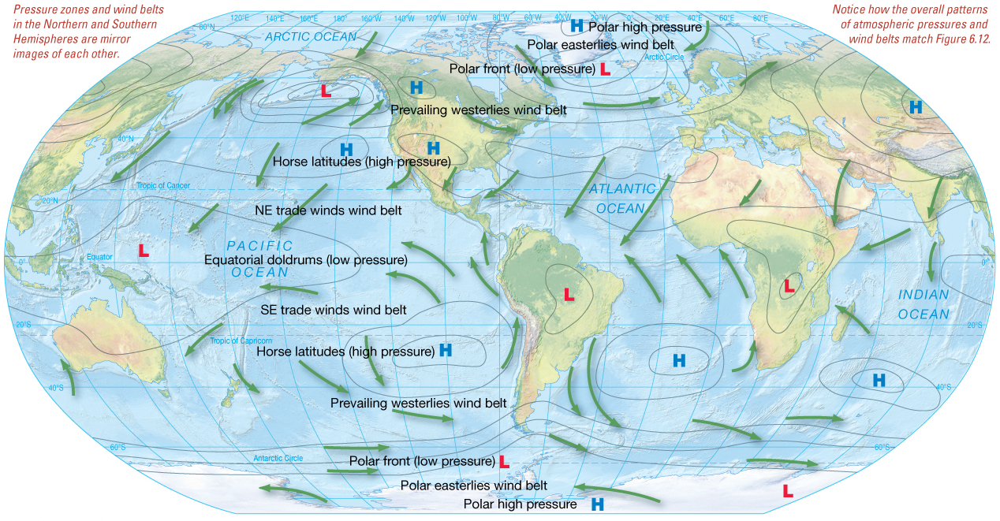 Pressure zones and wind belts
in the Northern and Southern
Hemispheres are mirror
images of each other.
Notice how the overall patterns
of atmospheric pressures and
wind belts match Figure 6.12.
120°E 140°E 160°E 180° 160°W 140°W 120°W 100°W 80°W 60°W 40°W 20°W 0° 20°E 40°E 60°E 80°E
80°N
H Polar high pressure
ARCTIC OCEAN
Polar easterlies wind belt
Arctic Circle
Polar front (low pressure) L
H
L
H
Prevailing westerlies wind belt
40°N
H
H
Horse latitudes (high pressure)
Tropic of Cancer
ATLANTIC
OCEAN
20°N
NE trade winds wind belt
PACIFIC
OCEAN
L
Equator
Equatorial doldrums (low pressure)
0°
0°
L
L
INDIAN
OCEAN
SE trade winds wind belt
20°S
20°S
Tropic of Capricorn
Horse latitudes (high pressure) H
H
H
40°S
40°S
Prevailing westerlies wind belt
60°S
60°S
Antarctic Circle
Polar front (low pressure) L
Polar easterlies wind belt
L
Polar high pressure H